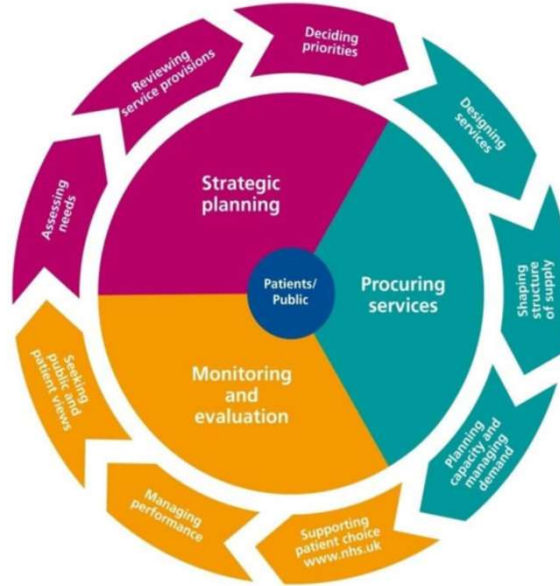 Deciding
priorities
Designing
services
Shaping
structure
of supply
Planning
capacity and
managing
demand
Supporting
patient choice
www.nhs.uk
Managing
performance
Seeking
public and
patient views
Assessing
needs
Reviewing
service provisions
Strategic
planning
Procuring
services
Monitoring
and
evaluation
Patients/
Public